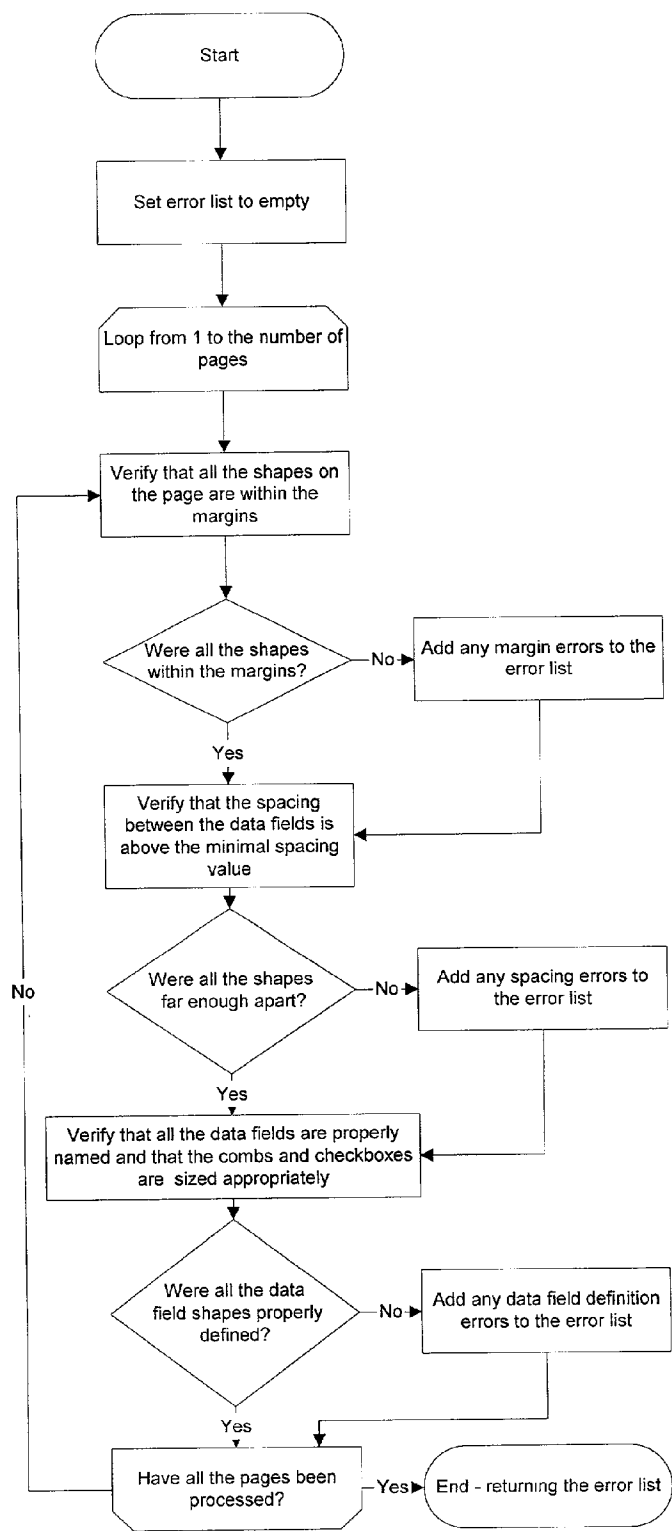 Start
Set error list to empty
Loop from 1 to the number of
pages
Verify that all the shapes on
the page are within the
margins
Were all the shapes
within the margins?
No
Add any margin errors to the
error list
Yes
Verify that the spacing
between the data fields is
above the minimal spacing
value
Were all the shapes
far enough apart?
No
Add any spacing errors to
the error list
No
Yes
Verify that all the data fields are properly
named and that the combs and checkboxes
are sized appropriately
Were all the data
field shapes properly
defined?
No
Add any data field definition
errors to the error list
Yes
Have all the pages been
processed?
Yes
End - returning the error list